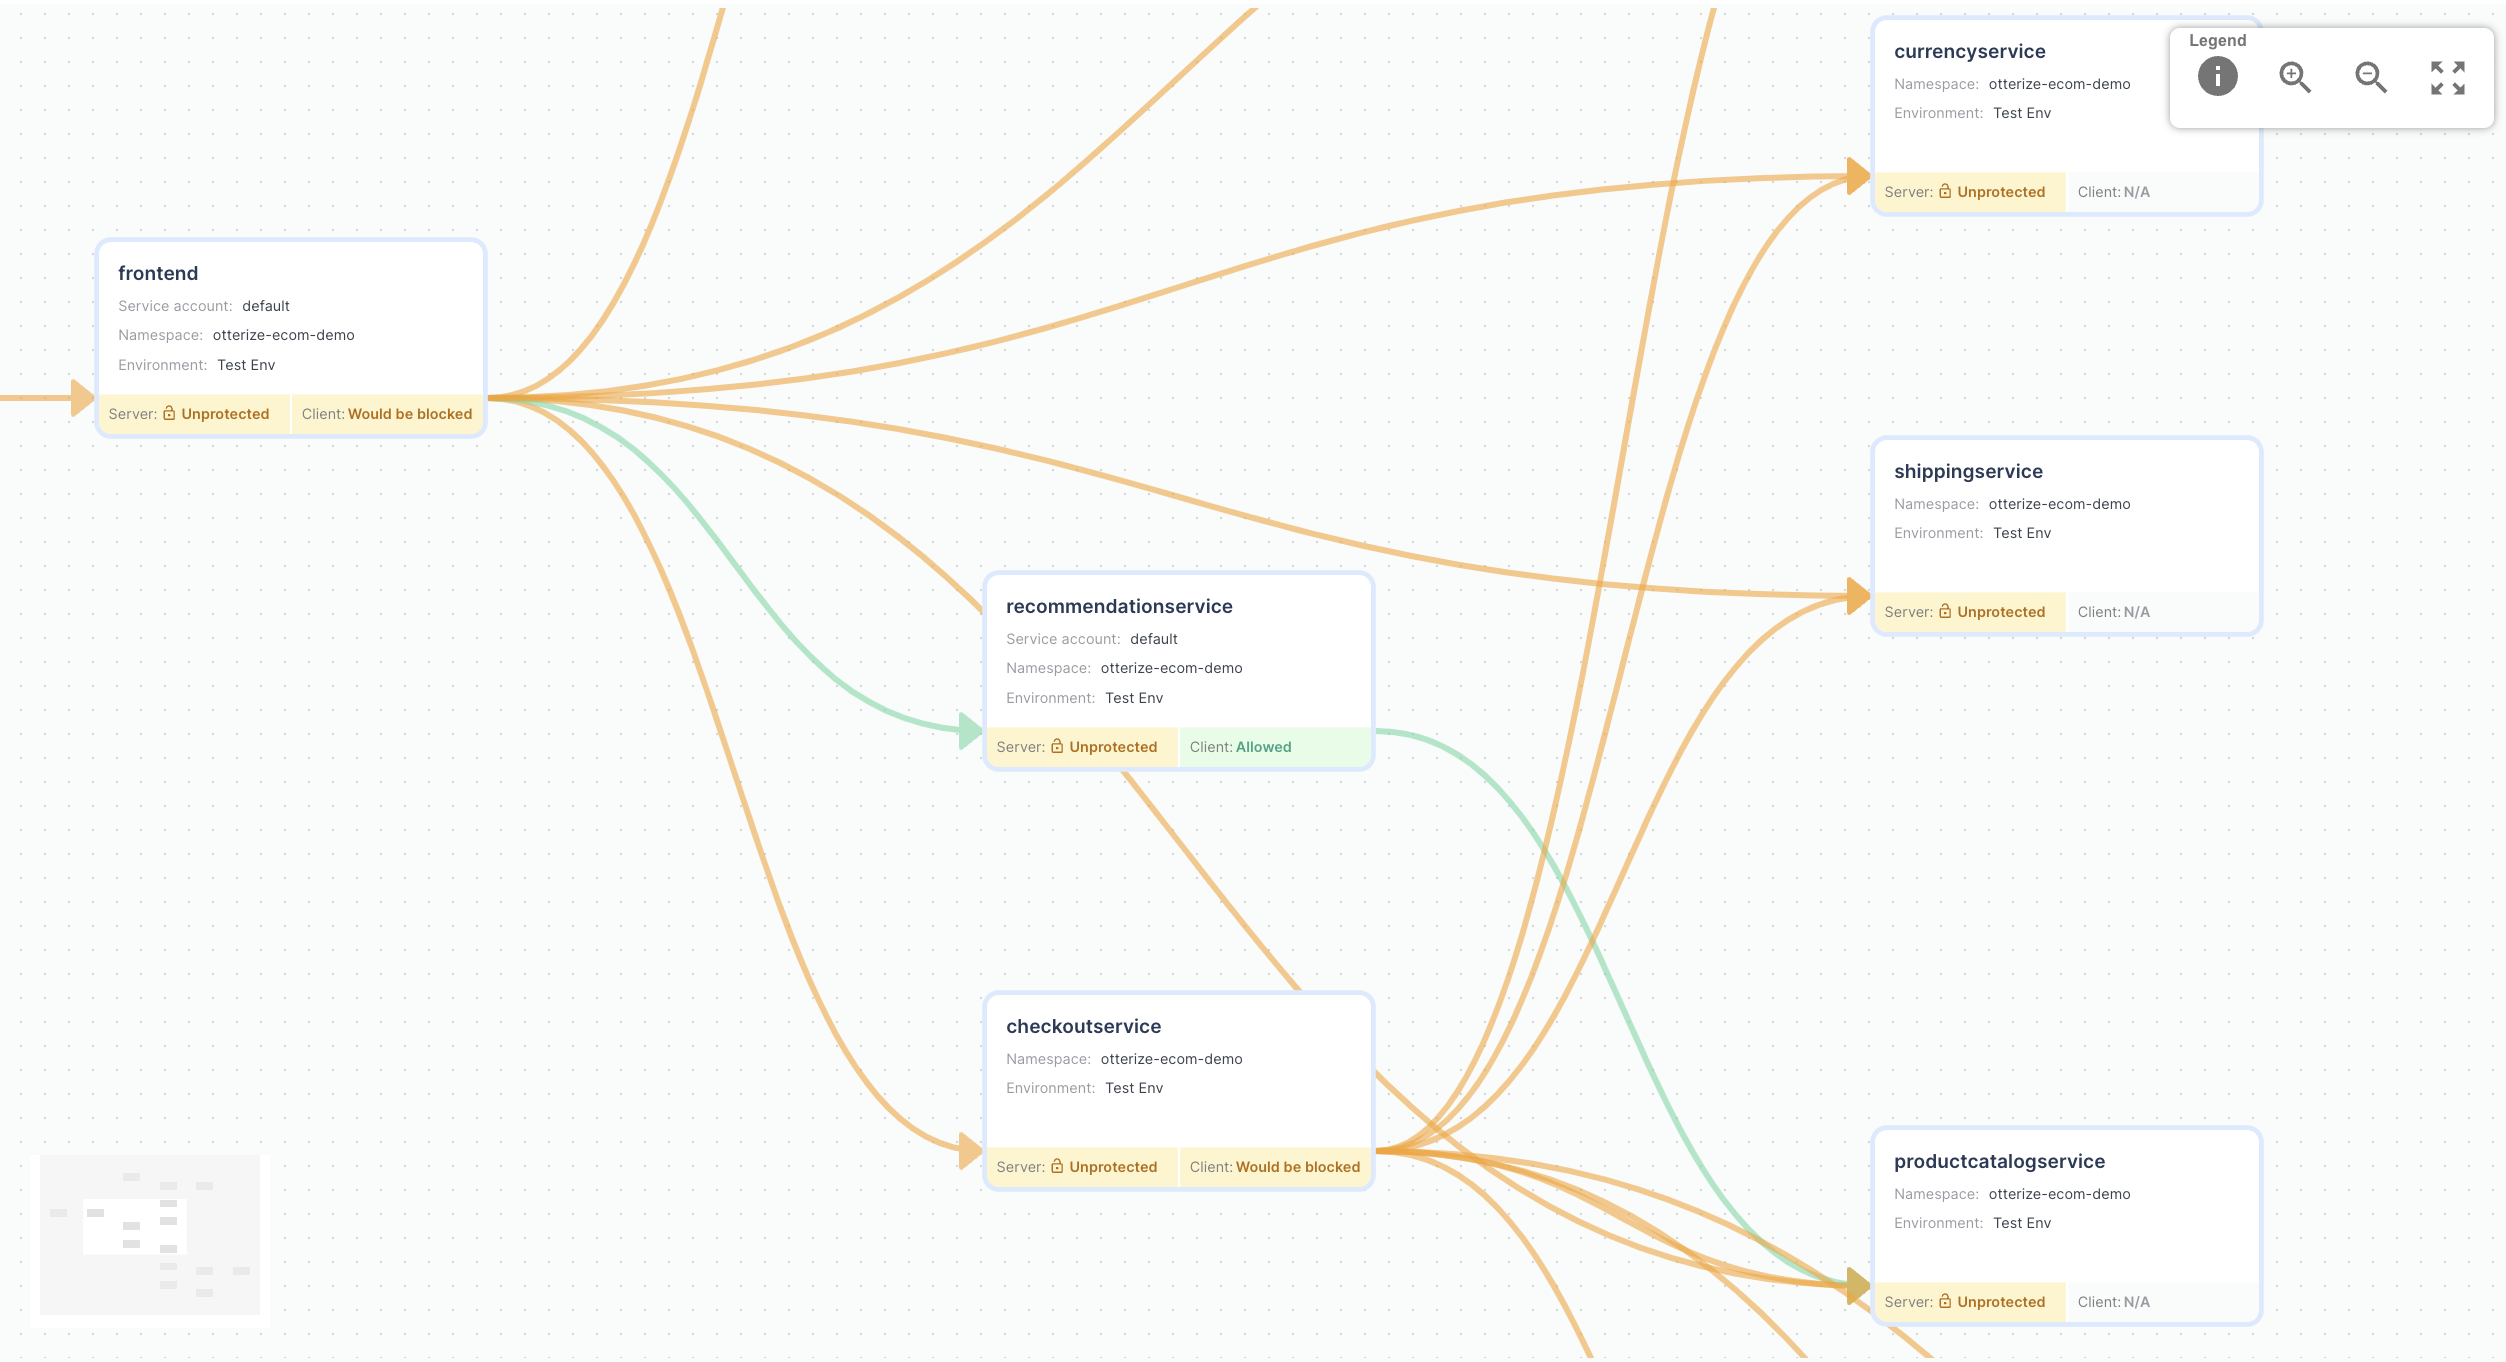 Legend
currencyservice
Namespace: otterize-ecom-demo
Environment: Test Env
Server: Unprotected Client: N/A
frontend
Service account: default
Namespace: otterize-ecom-demo
Environment: Test Env
Server: Unprotected Client: Would be blocked
shippingservice
Namespace: otterize-ecom-demo
Environment: Test Env
Server: Unprotected Client: N/A
recommendationservice
Service account: default
Namespace: otterize-ecom-demo
Environment: Test Env
Server: Unprotected Client: Allowed
checkoutservice
Namespace: otterize-ecom-demo
Environment: Test Env
Server: Unprotected Client: Would be blocked
productcatalogservice
Namespace: otterize-ecom-demo
Environment: Test Env
Server: Unprotected Client: N/A